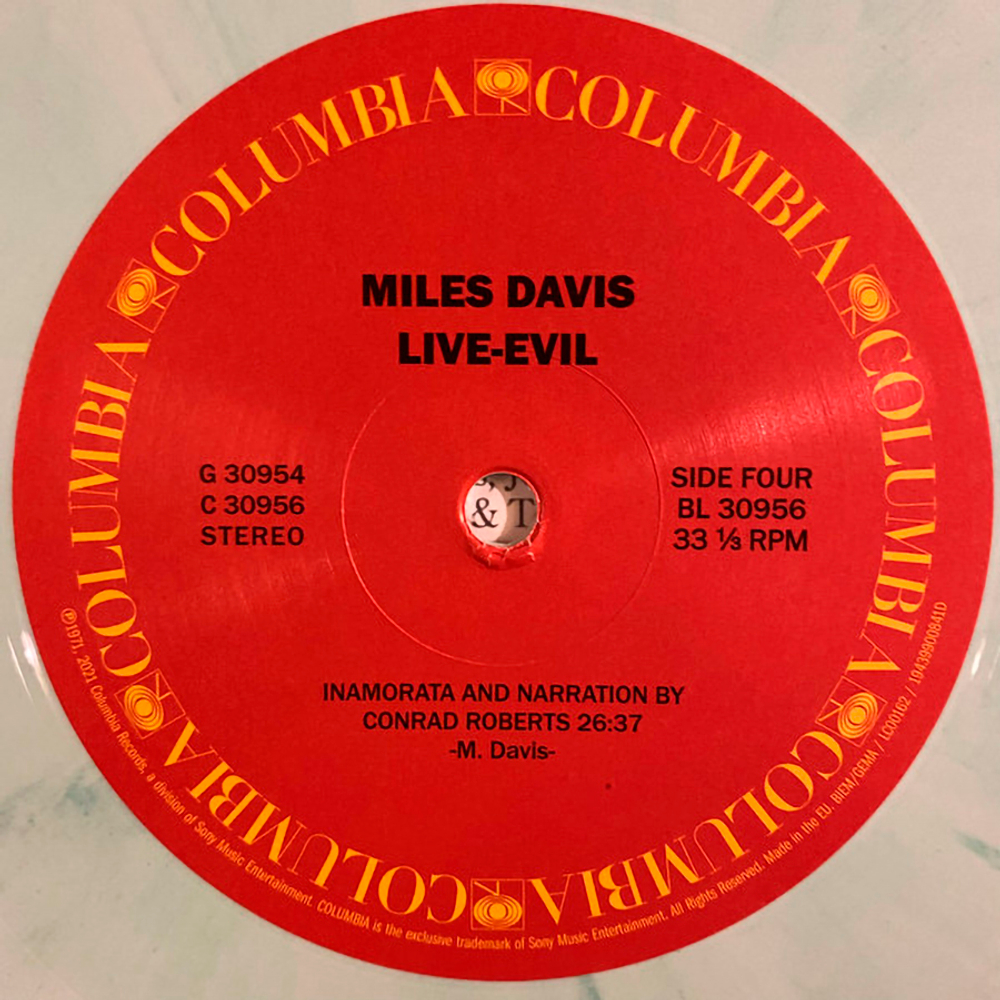 COLUMBIA COLUMBIA COLUMBIA COLUMBIA COLUMBIA COLUMBIA
MILES DAVIS
LIVE-EVIL
G 30954
C 30956
STEREO
SIDE FOUR
BL 30956
33 ⅓ RPM
& T
INAMORATA AND NARRATION BY
CONRAD ROBERTS 26:37
-M. Davis-
℗1971, 2021 Columbia Records, a division of Sony Music Entertainment. COLUMBIA is the exclusive trademark of Sony Music Entertainment. All Rights Reserved. Made in the EU. BIEM/GEMA / LC00162 / 19439900841D